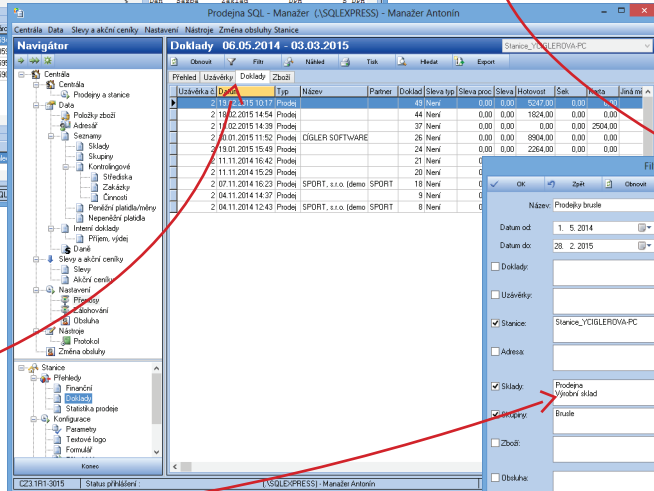 Prodejna SQL - Manažer (.\SQLEXPRESS) - Manažer Antonín
Centrála Data Slevy a akční ceníky Nastavení Nástroje Změna obsluhy Stanice
Navigátor
Doklady 06.05.2014 - 03.03.2015
Stanice_YCIGLEROVA-PC
Obnovit Filtr Náhled Tisk Hledat Export
Přehled Uzávěrky Doklady Zboží
Uzávěrka č. Datum Typ Název Partner Doklad Sleva typ Sleva proc Sleva Hotovost Šek Karta Jiná mě
2 19.02.2015 10:17 Prodej 49 Není 0,00 0,00 5247,00 0,00 0,00
2 18.02.2015 14:54 Prodej 44 Není 0,00 0,00 1824,00 0,00 0,00
2 18.02.2015 14:39 Prodej 37 Není 0,00 0,00 0,00 0,00 2504,00
2 30.01.2015 11:52 Prodej CÍGLER SOFTWARE 26 Není 0,00 0,00 8904,00 0,00 0,00
2 19.01.2015 15:49 Prodej 24 Není 0,00 0,00 2264,00 0,00 0,00
2 11.11.2014 16:42 Prodej 21 Není
2 11.11.2014 15:29 Prodej 20 Není
2 07.11.2014 16:23 Prodej SPORT, s.r.o. (demo SPORT 18 Není
2 04.11.2014 14:37 Prodej 9 Není
2 04.11.2014 12:43 Prodej SPORT, s.r.o. (demo SPORT 8 Není
Centrála
Centrála
Prodejny a stanice
Data
Položky zboží
Adresář
Seznamy
Sklady
Skupiny
Kontrolingové
Střediska
Zakázky
Činnosti
Peněžní platidla/měny
Nepeněžní platidla
Interní doklady
Příjem, výdej
Daně
Slevy a akční ceníky
Slevy
Akční ceníky
Nastavení
Přenosy
Zálohování
Obsluha
Nástroje
Protokol
Změna obsluhy
Stanice
Přehledy
Finanční
Doklady
Statistika prodeje
Konfigurace
Parametry
Textové logo
Formulář
Konec
CZ3.1R1-3015 Status přihlášení : (.\SQLEXPRESS) - Manažer Antonín
Fil
OK Zpět Obnovit
Název: Prodejky brusle
Datum od: 1. 5. 2014
Datum do: 28. 2. 2015
Doklady:
Uzávěrky:
Stanice: Stanice_YCIGLEROVA-PC
Adresa:
Sklady: Prodejna
Výrobní sklad
Skupiny: Brusle
Zboží:
Obsluha: